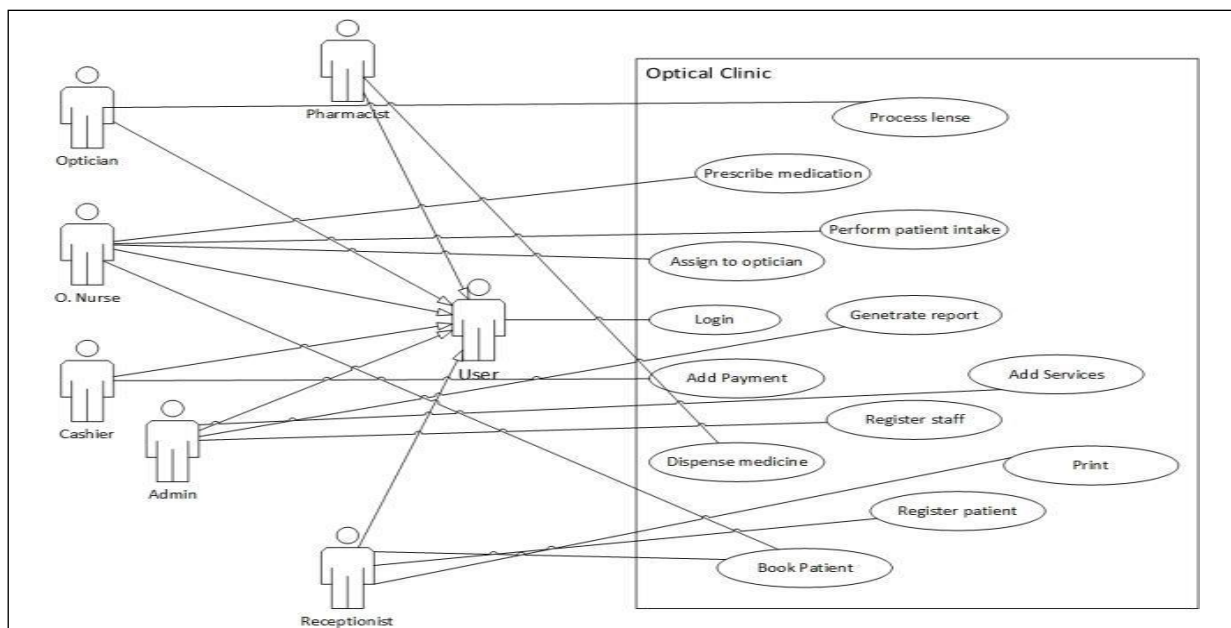 Optical Clinic
Pharmacist
Process lense
Optician
Prescribe medication
Perform patient intake
Assign to optician
O. Nurse
Login
Genetrate report
User
Add Payment
Add Services
Cashier
Register staff
Dispense medicine
Print
Admin
Register patient
Book Patient
Receptionist